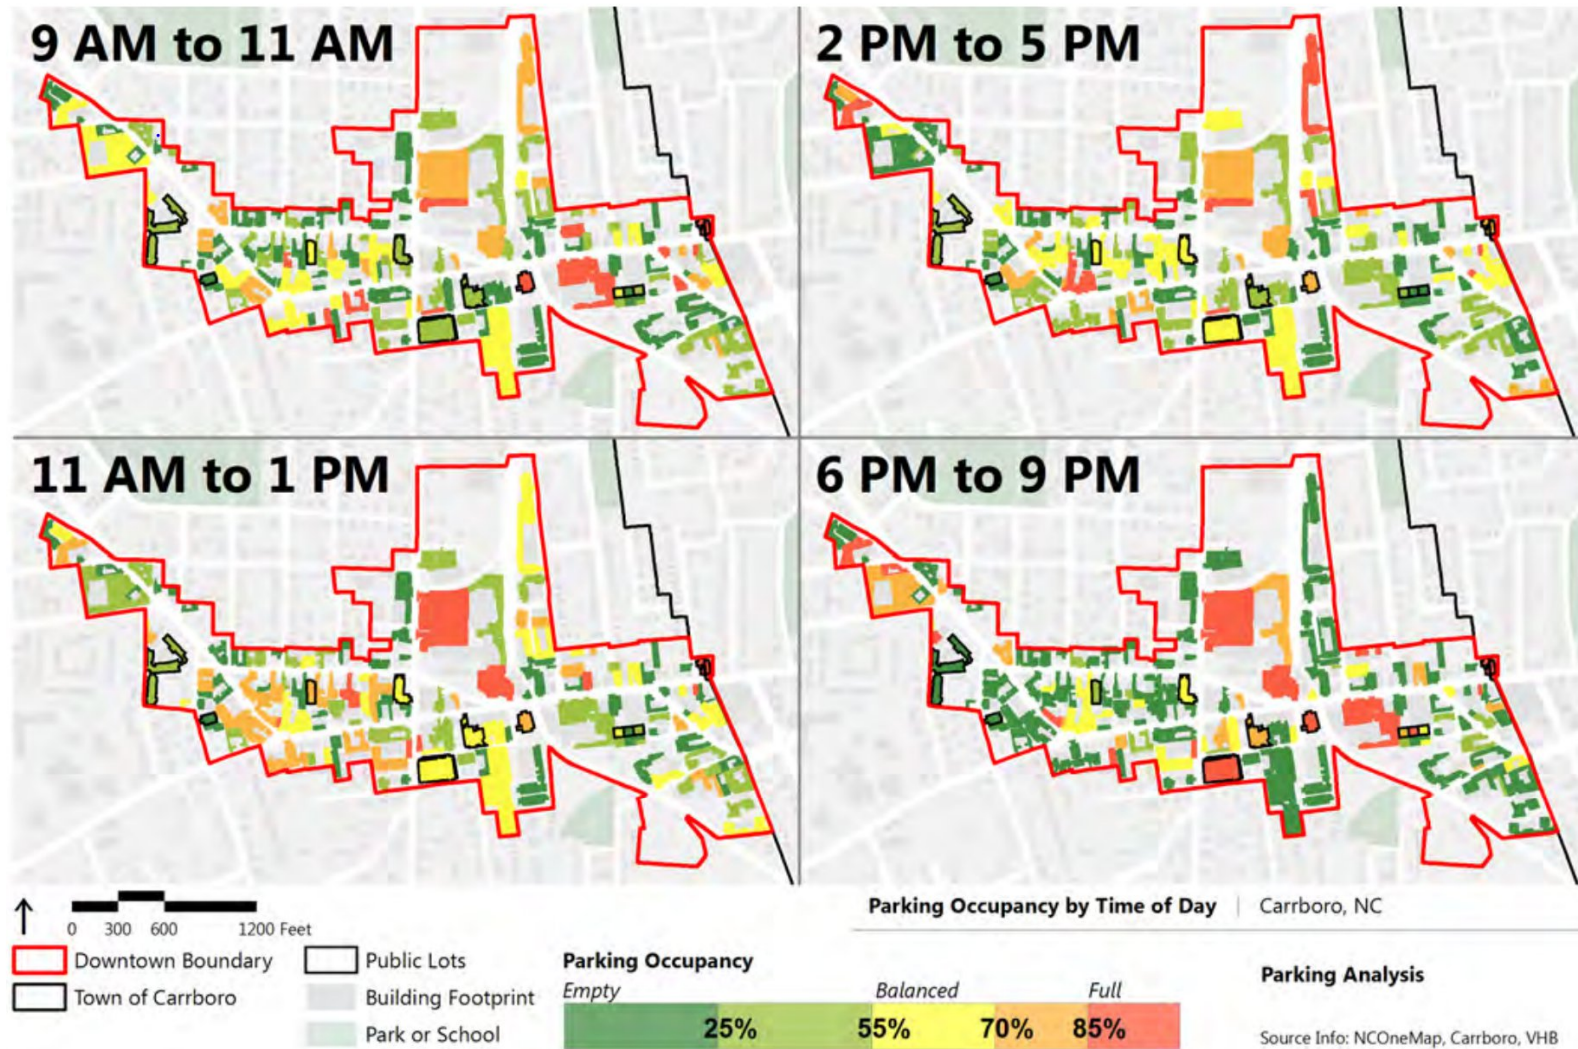 9 AM to 11 AM
2 PM to 5 PM
11 AM to 1 PM
6 PM to 9 PM
0 300 600 1200 Feet
Downtown Boundary
Town of Carrboro
Public Lots
Building Footprint
Park or School
Parking Occupancy
Empty Balanced Full
25% 55% 70% 85%
Parking Occupancy by Time of Day | Carrboro, NC
Parking Analysis
Source Info: NCOneMap, Carrboro, VHB